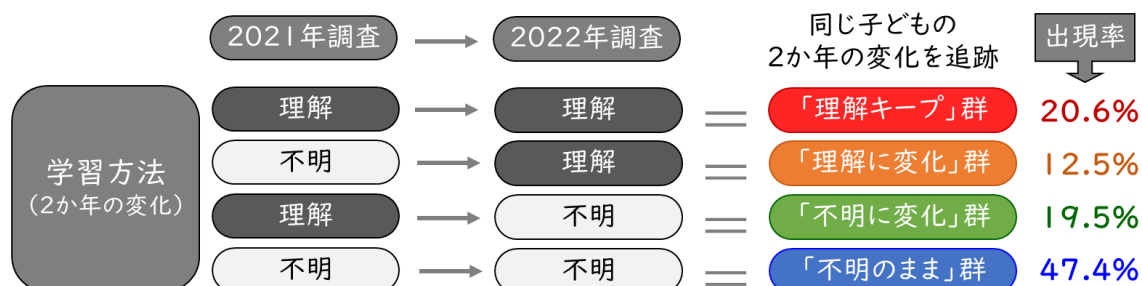 2021年調査
2022年調査
同じ子どもの
2か年の変化を追跡
出現率
学習方法
(2か年の変化)
理解
理解
「理解キープ」群
20.6%
不明
理解
「理解に変化」群
12.5%
理解
不明
「不明に変化」群
19.5%
不明
不明
「不明のまま」群
47.4%